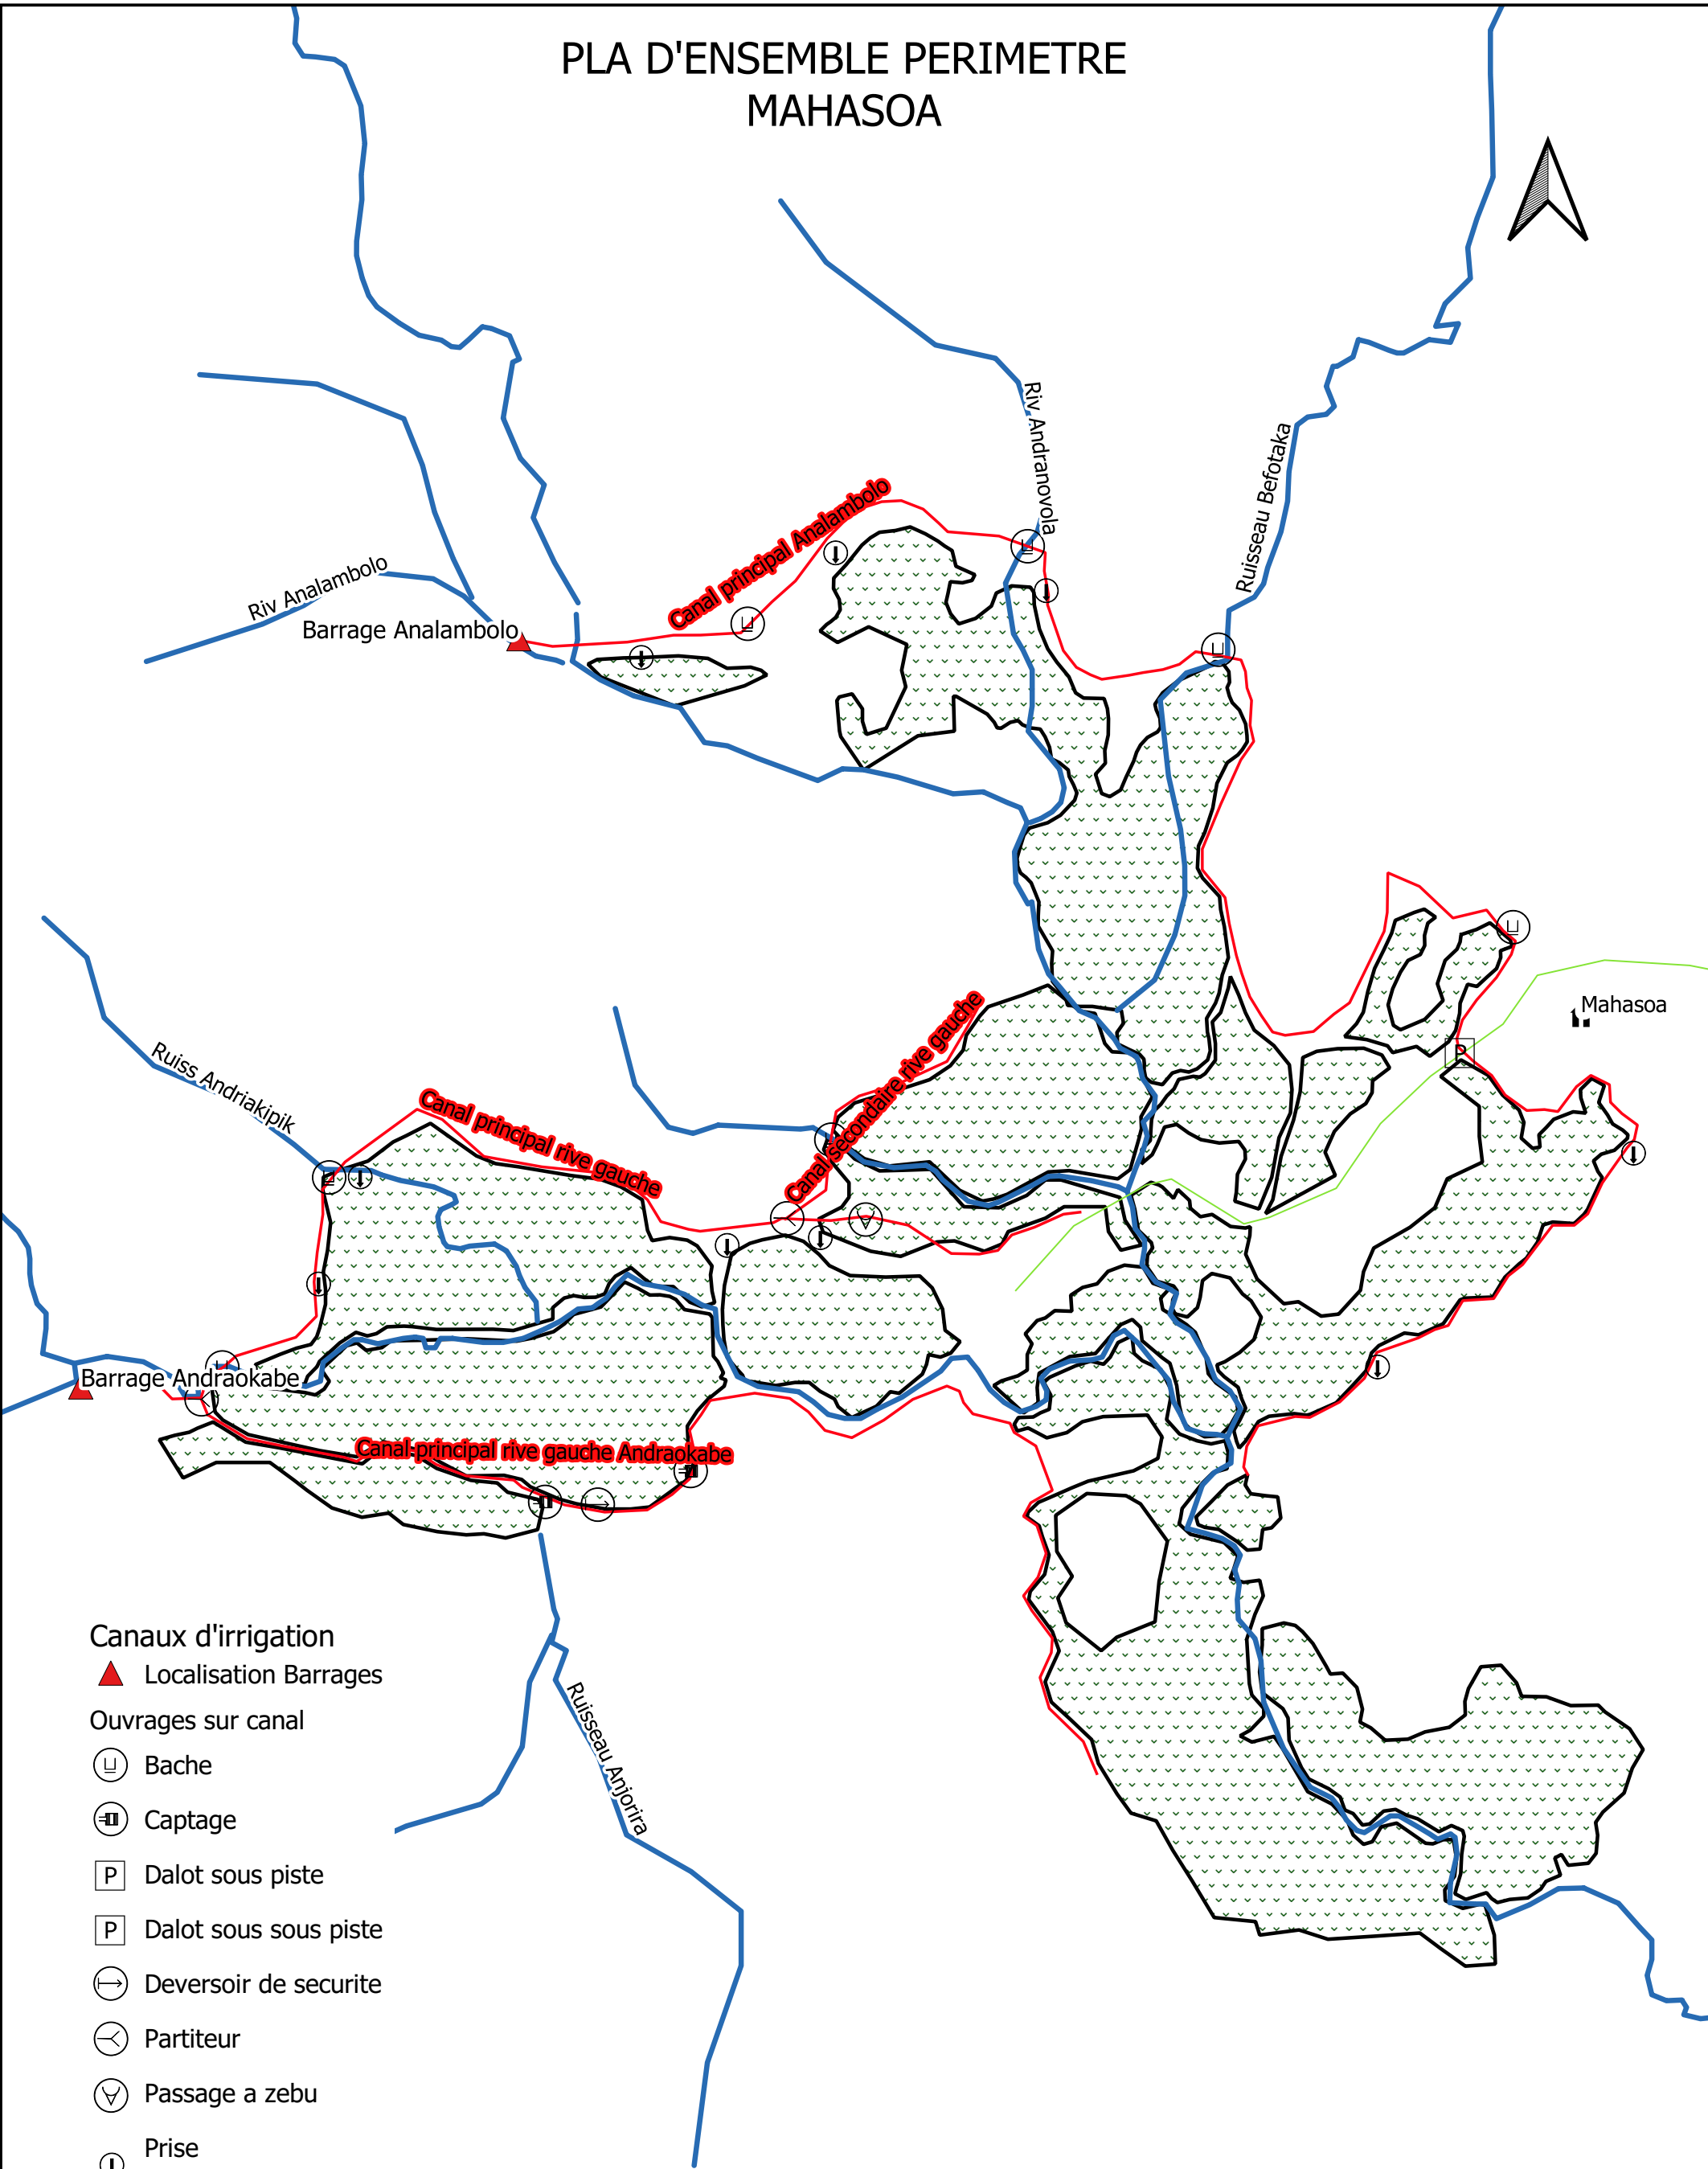 PLA D'ENSEMBLE PERIMETRE
MAHASOA
Riv Andranovola
Ruisseau Befotaka
Canal principal Analambolo
Riv Analambolo
Barrage Analambolo
Mahasoa
P
Canal secondaire rive gauche
Ruiss Andriakipik
Canal principal rive gauche
Barrage Andraokabe
Canal principal rive gauche Andraokabe
Ruisseau Anjorira
Canaux d'irrigation
Localisation Barrages
Ouvrages sur canal
Bache
Captage
P Dalot sous piste
P Dalot sous sous piste
Deversoir de securite
Partiteur
Passage a zebu
Prise